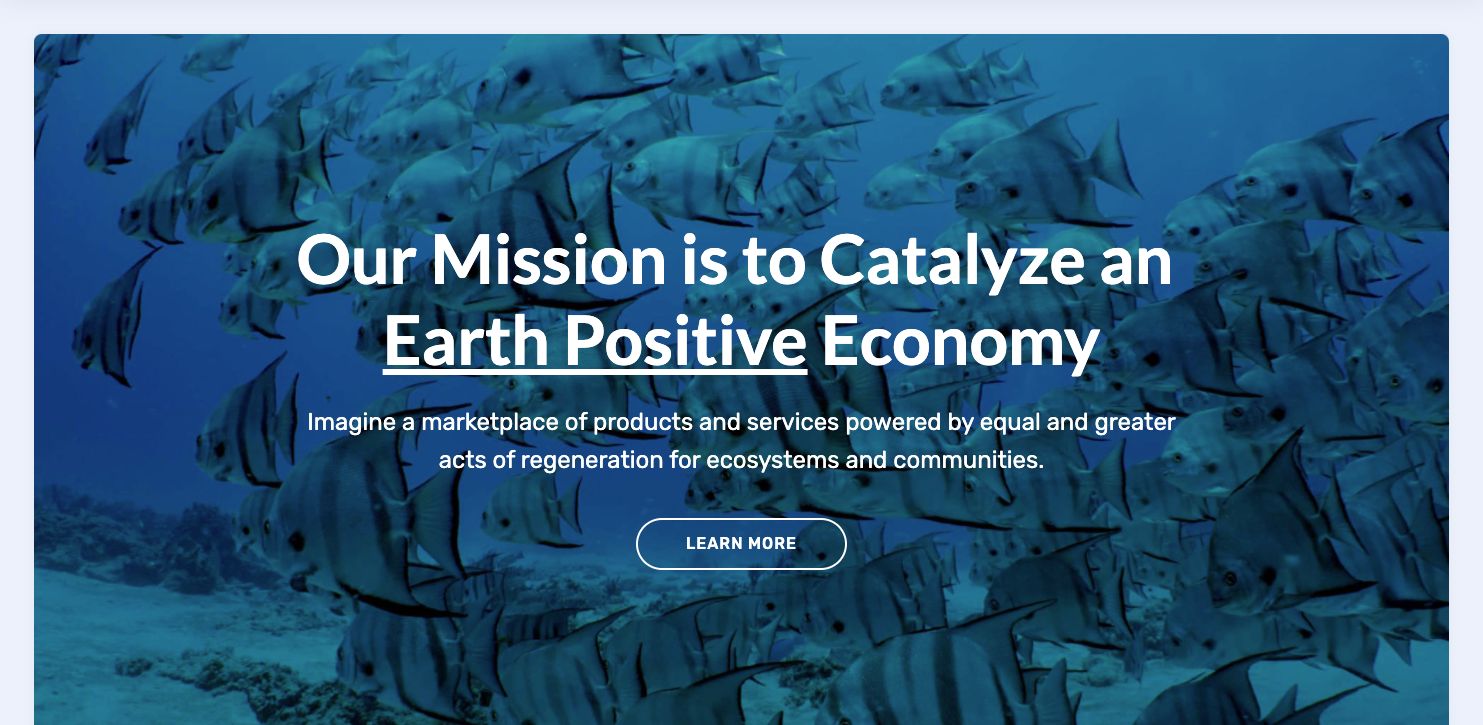 Our Mission is to Catalyze an
Earth Positive Economy
Imagine a marketplace of products and services powered by equal and greater
acts of regeneration for ecosystems and communities.
LEARN MORE